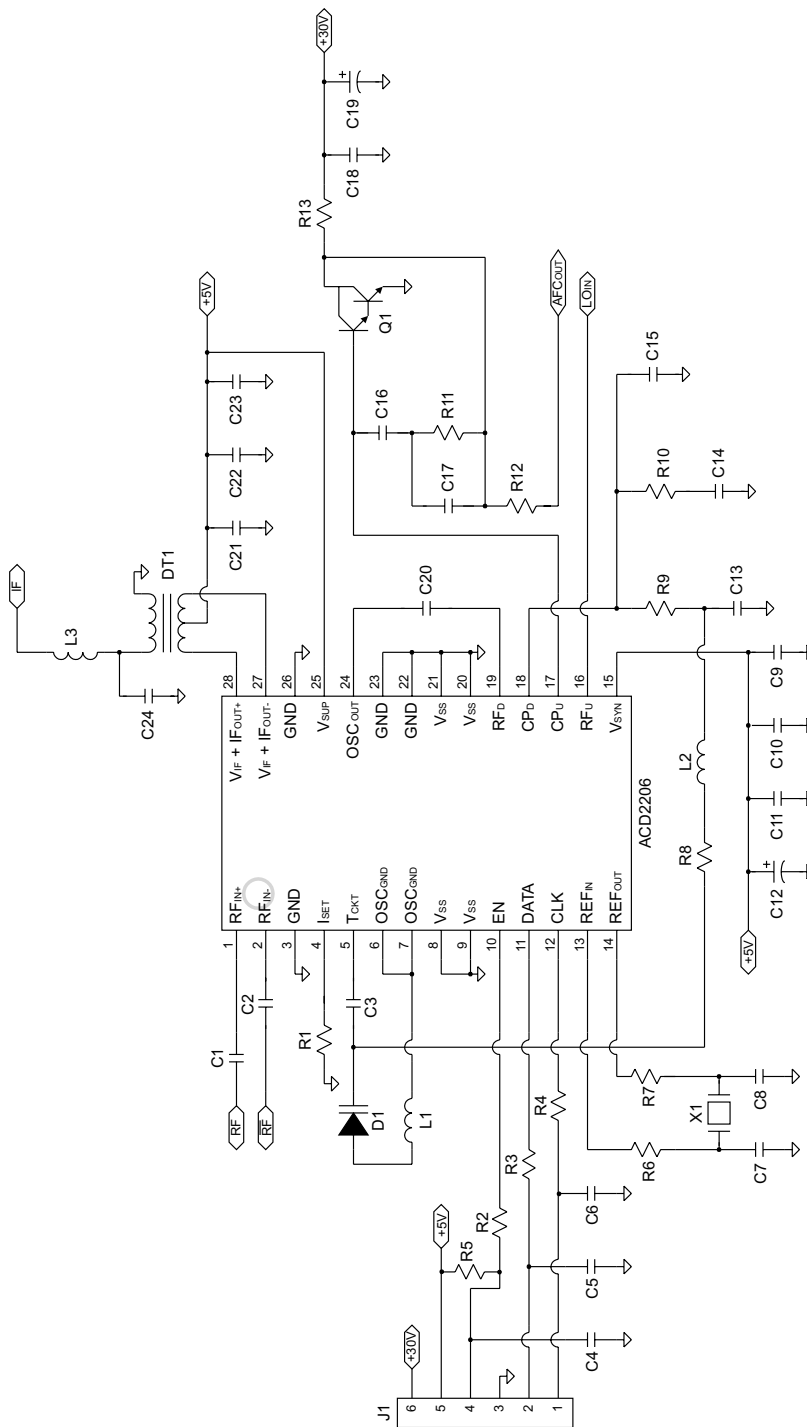 IF
L3
C24
DT1
+5V
C21
C22
C23
+30V
R13
C18
C19
+
Q1
C16
C17
R11
R12
AFCOUT
LOIN
C20
R9
R10
C13
C14
C15
C9
C10
C11
C12
+
+5V
L2
R8
ACD2206
1 RFIN+
2 RFIN-
3 GND
4 ISET
5 TCKT
6 OSCGND
7 OSCGND
8 VSS
9 VSS
10 EN
11 DATA
12 CLK
13 REFIN
14 REFOUT
28 VIF + IFOUT+
27 VIF + IFOUT-
26 GND
25 VSUP
24 OSCOUT
23 GND
22 GND
21 VSS
20 VSS
19 RFD
18 CPD
17 CPU
16 RFU
15 VSYN
RF
C1
RF
C2
R1
C3
D1
L1
R2
R3
R4
R5
+5V
R6
R7
X1
C7
C8
C4
C5
C6
+30V
J1
6
5
4
3
2
1